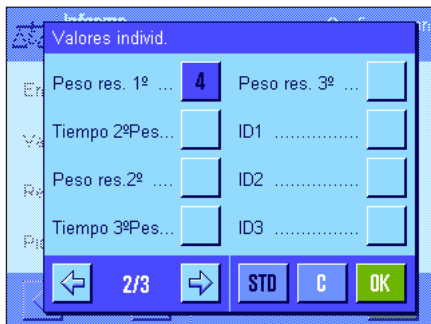 Informe
Valores individ.
Peso res. 1º ... 4
Peso res. 3º ...
Tiempo 2ºPes...
ID1 ................
Peso res.2º ....
ID2 ................
Tiempo 3ºPes...
ID3 ................
2/3
STD
C
OK